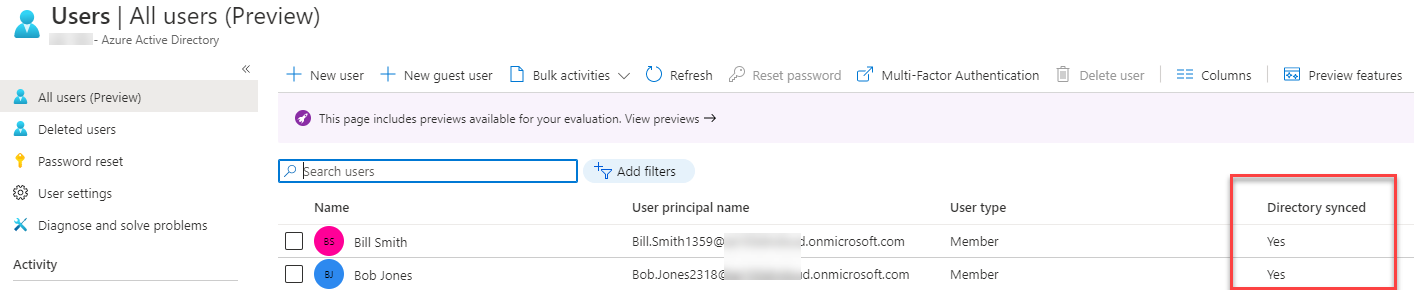 Users | All users (Preview)
- Azure Active Directory
«
New user
New guest user
Bulk activities
Refresh
Reset password
Multi-Factor Authentication
Delete user
Columns
Preview features
All users (Preview)
Deleted users
Password reset
User settings
Diagnose and solve problems
Activity
This page includes previews available for your evaluation. View previews →
Search users
Add filters
Name User principal name User type Directory synced
BS Bill Smith Bill.Smith1359@ d.onmicrosoft.com Member Yes
BJ Bob Jones Bob.Jones2318@ d.onmicrosoft.com Member Yes